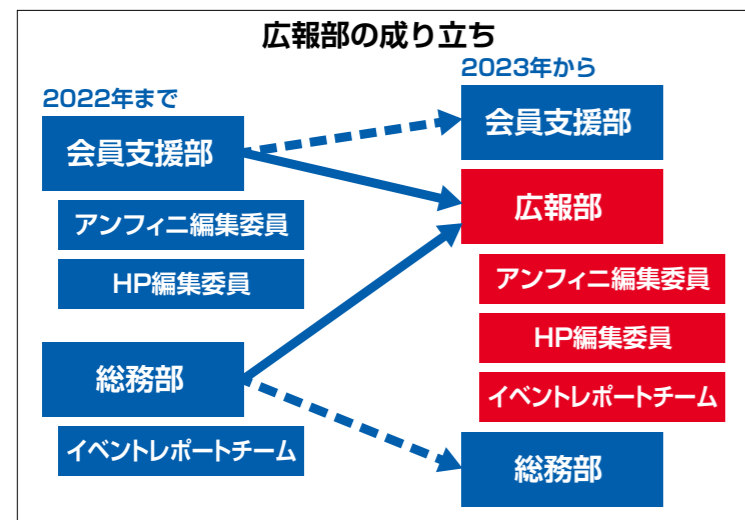 広報部の成り立ち
2022年まで
会員支援部
アンフィニ編集委員
HP編集委員
総務部
イベントレポートチーム
2023年から
会員支援部
広報部
アンフィニ編集委員
HP編集委員
イベントレポートチーム
総務部